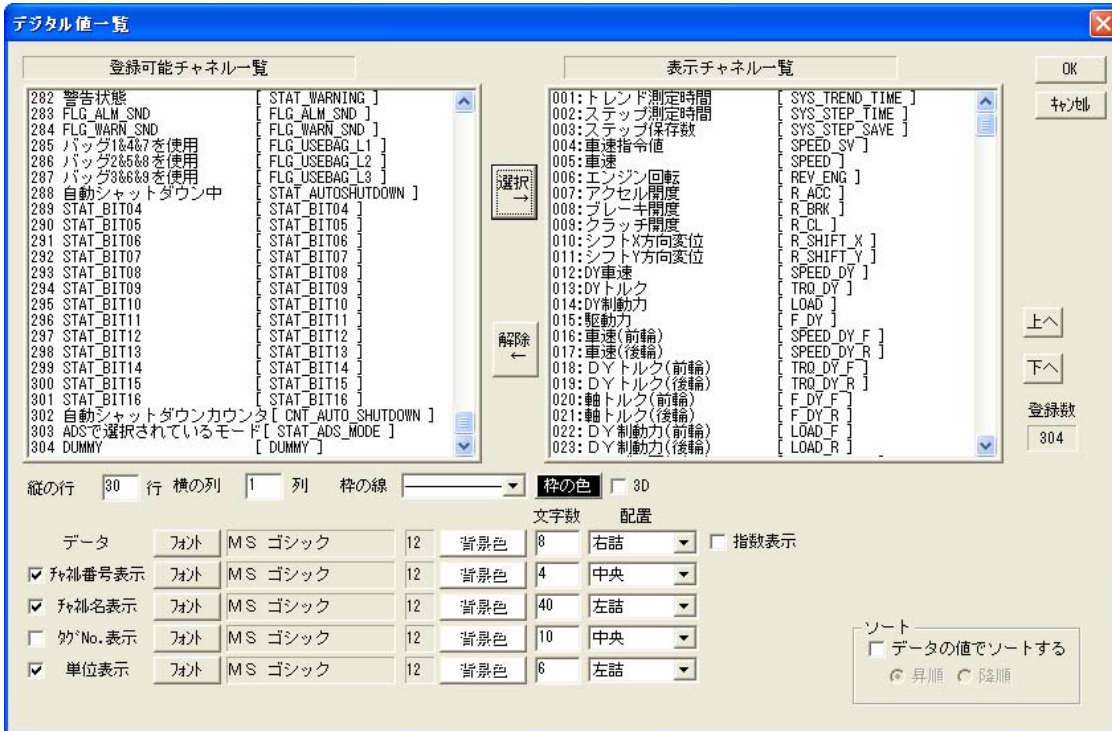 デジタル値一覧
登録可能チャネル一覧
282 警告状態 [ STAT_WARNING ]
283 FLG_ALM_SND [ FLG_ALM_SND ]
284 FLG_WARN_SND [ FLG_WARN_SND ]
285 バッグ1&4&7を使用 [ FLG_USEBAG_L1 ]
286 バッグ2&5&8を使用 [ FLG_USEBAG_L2 ]
287 バッグ3&6&9を使用 [ FLG_USEBAG_L3 ]
288 自動シャットダウン中 [ STAT_AUTOSHUTDOWN ]
289 STAT_BIT04 [ STAT_BIT04 ]
290 STAT_BIT05 [ STAT_BIT05 ]
291 STAT_BIT06 [ STAT_BIT06 ]
292 STAT_BIT07 [ STAT_BIT07 ]
293 STAT_BIT08 [ STAT_BIT08 ]
294 STAT_BIT09 [ STAT_BIT09 ]
295 STAT_BIT10 [ STAT_BIT10 ]
296 STAT_BIT11 [ STAT_BIT11 ]
297 STAT_BIT12 [ STAT_BIT12 ]
298 STAT_BIT13 [ STAT_BIT13 ]
299 STAT_BIT14 [ STAT_BIT14 ]
300 STAT_BIT15 [ STAT_BIT15 ]
301 STAT_BIT16 [ STAT_BIT16 ]
302 自動シャットダウンカウンタ[ CNT_AUTO_SHUTDOWN ]
303 ADSで選択されているモード[ STAT_ADS_MODE ]
304 DUMMY [ DUMMY ]
選択
→
解除
←
表示チャネル一覧
001:トレンド測定時間 [ SYS_TREND_TIME ]
002:ステップ測定時間 [ SYS_STEP_TIME ]
003:ステップ保存数 [ SYS_STEP_SAVE ]
004:車速指令値 [ SPEED_SV ]
005:車速 [ SPEED ]
006:エンジン回転 [ REV_ENG ]
007:アクセル開度 [ R_ACC ]
008:ブレーキ開度 [ R_BRK ]
009:クラッチ開度 [ R_CL ]
010:シフトX方向変位 [ R_SHIFT_X ]
011:シフトY方向変位 [ R_SHIFT_Y ]
012:DY車速 [ SPEED_DY ]
013:DYトルク [ TRQ_DY ]
014:DY制動力 [ LOAD ]
015:駆動力 [ F_DY ]
016:車速(前輪) [ SPEED_DY_F ]
017:車速(後輪) [ SPEED_DY_R ]
018:DYトルク(前輪) [ TRQ_DY_F ]
019:DYトルク(後輪) [ TRQ_DY_R ]
020:軸トルク(前輪) [ F_DY_F ]
021:軸トルク(後輪) [ F_DY_R ]
022:DY制動力(前輪) [ LOAD_F ]
023:DY制動力(後輪) [ LOAD_R ]
OK
キャンセル
上へ
下へ
登録数
304
縦の行 30 行 横の列 1 列 枠の線 枠の色 3D
文字数 配置
データ フォント MS ゴシック 12 背景色 8 右詰 指数表示
チャネル番号表示 フォント MS ゴシック 12 背景色 4 中央
チャネル名表示 フォント MS ゴシック 12 背景色 40 左詰
タグNo.表示 フォント MS ゴシック 12 背景色 10 中央
単位表示 フォント MS ゴシック 12 背景色 6 左詰
ソート
データの値でソートする
昇順 降順